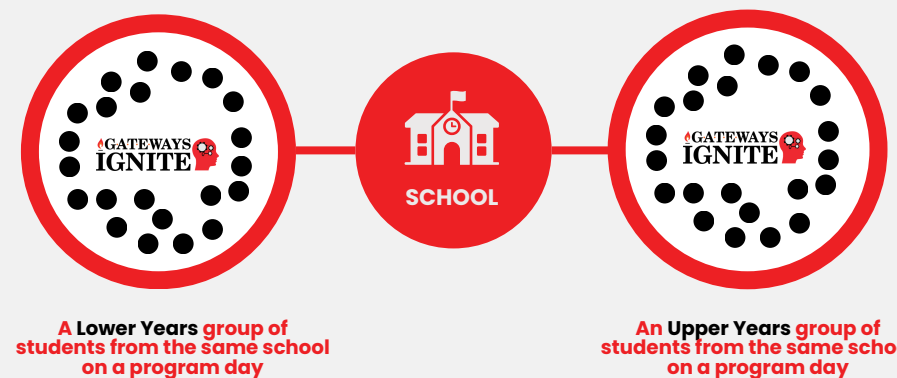 GATEWAYS
IGNITE
SCHOOL
GATEWAYS
IGNITE
A Lower Years group of
students from the same school
on a program day
An Upper Years group of
students from the same scho
on a program day